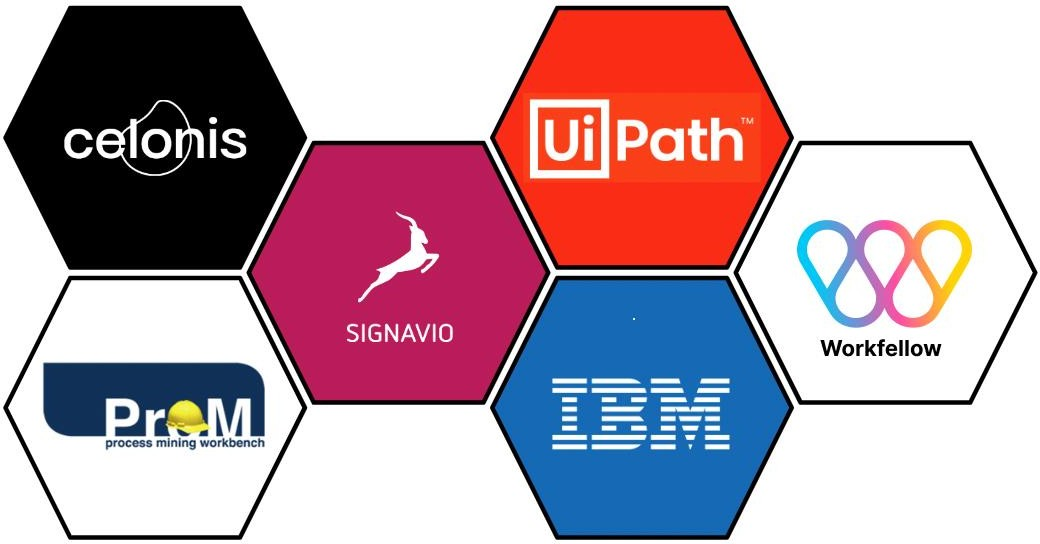 celonis
UiPath™
SIGNAVIO
Workfellow
ProM
process mining workbench
IBM